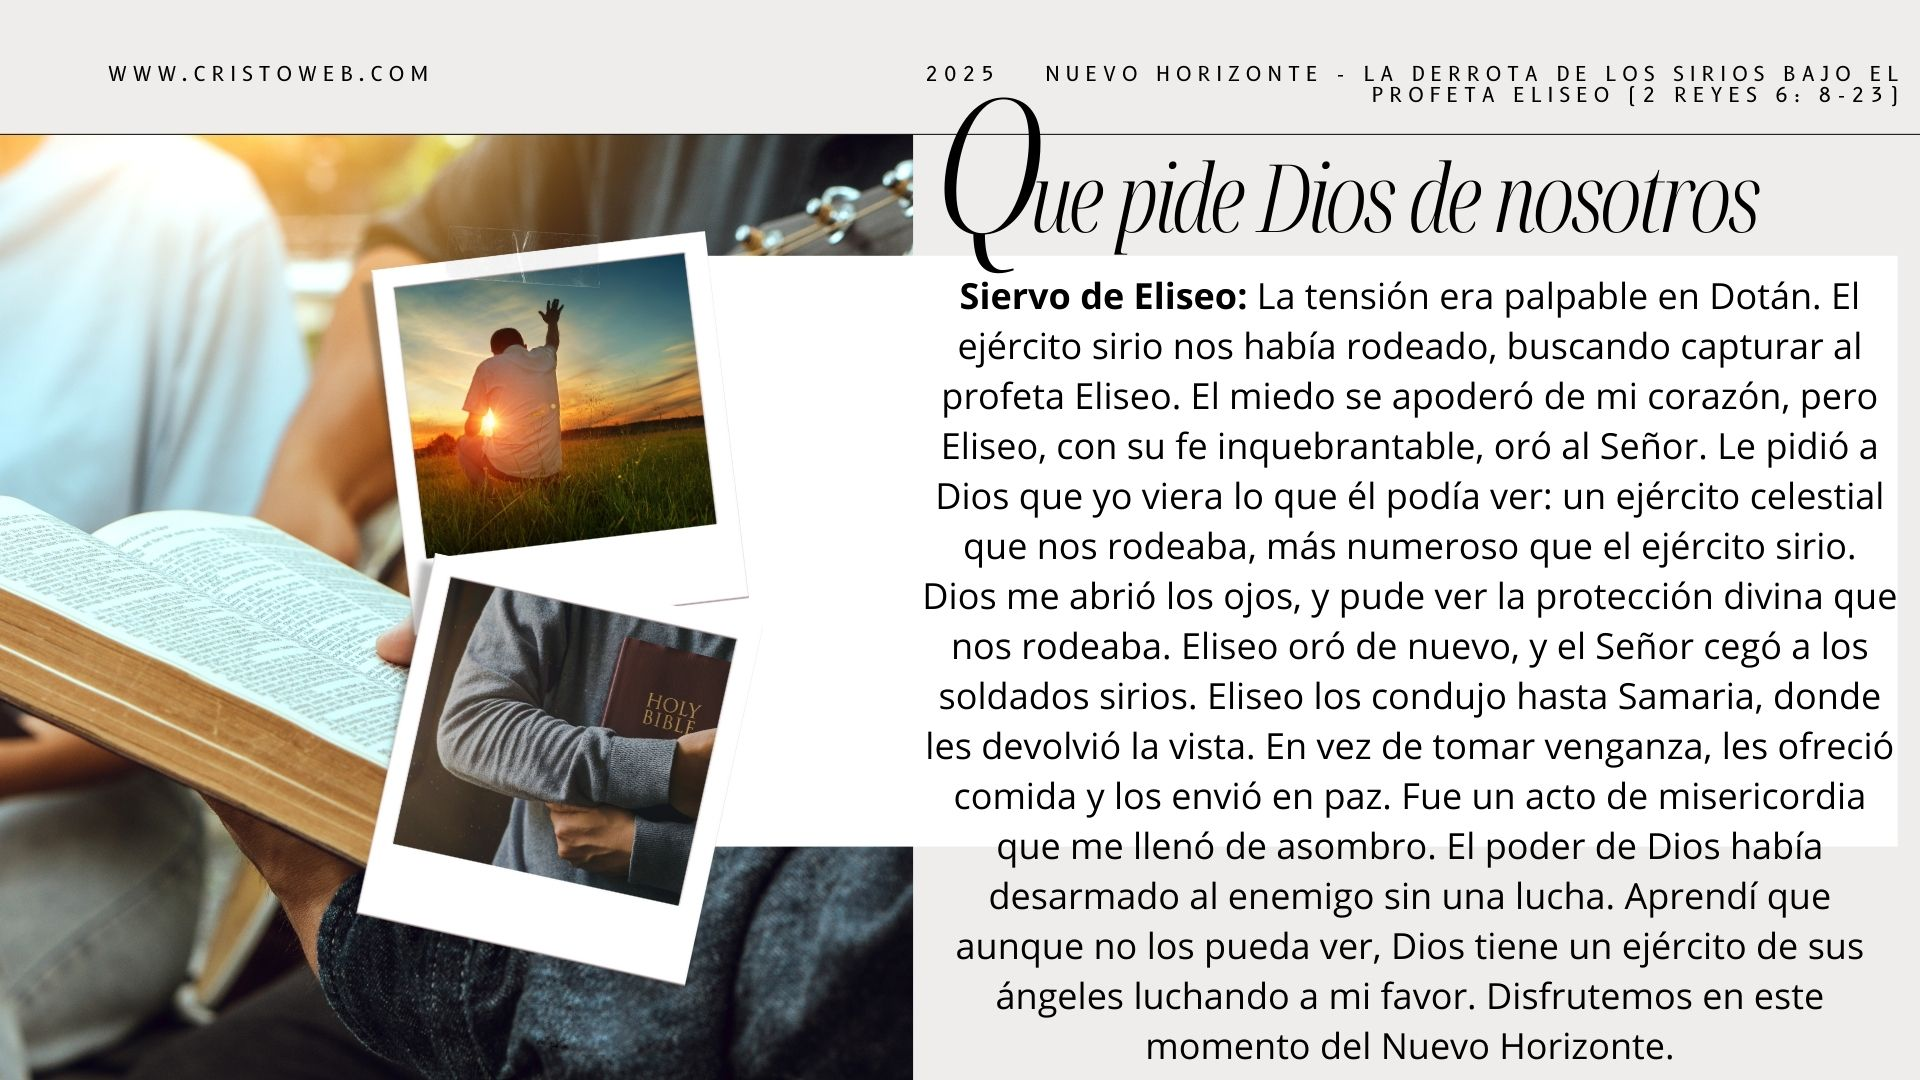 WWW.CRISTOWEB.COM
2025 NUEVO HORIZONTE - LA DERROTA DE LOS SIRIOS BAJO EL
PROFETA ELISEO (2 REYES 6: 8-23)
Que pide Dios de nosotros
Siervo de Eliseo: La tensión era palpable en Dotán. El
ejército sirio nos había rodeado, buscando capturar al
profeta Eliseo. El miedo se apoderó de mi corazón, pero
Eliseo, con su fe inquebrantable, oró al Señor. Le pidió a
Dios que yo viera lo que él podía ver: un ejército celestial
que nos rodeaba, más numeroso que el ejército sirio.
Dios me abrió los ojos, y pude ver la protección divina que
nos rodeaba. Eliseo oró de nuevo, y el Señor cegó a los
soldados sirios. Eliseo los condujo hasta Samaria, donde
les devolvió la vista. En vez de tomar venganza, les ofreció
comida y los envió en paz. Fue un acto de misericordia
que me llenó de asombro. El poder de Dios había
desarmado al enemigo sin una lucha. Aprendí que
aunque no los pueda ver, Dios tiene un ejército de sus
ángeles luchando a mi favor. Disfrutemos en este
momento del Nuevo Horizonte.
HOLY
BIBLE